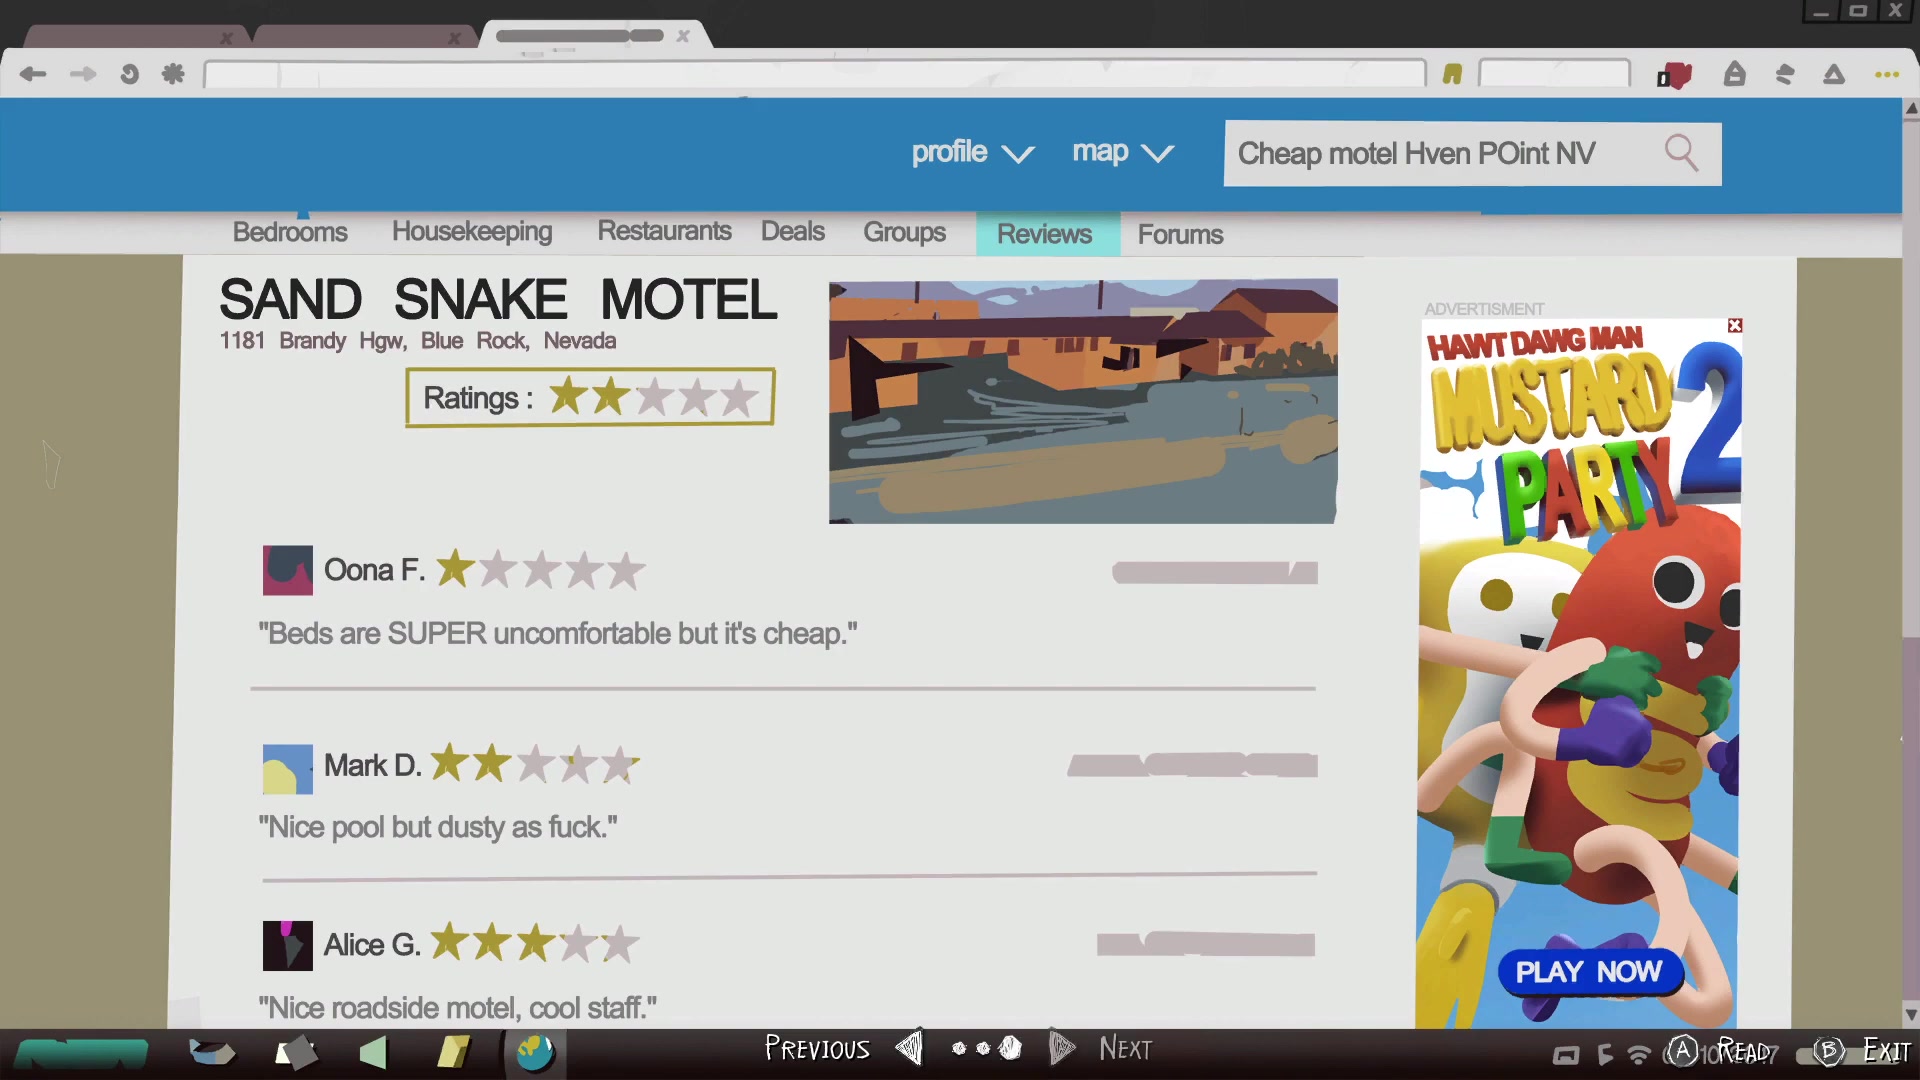 profile
map
Cheap motel Hven POint NV
Bedrooms Housekeeping Restaurants Deals Groups Reviews Forums
SAND SNAKE MOTEL
1181 Brandy Hgw, Blue Rock, Nevada
Ratings :
ADVERTISMENT
HAWT DAWG MAN
MUSTARD
PARTY 2
Oona F.
"Beds are SUPER uncomfortable but it's cheap."
Mark D.
"Nice pool but dusty as fuck."
Alice G.
"Nice roadside motel, cool staff."
PLAY NOW
PREVIOUS
NEXT
A READ
B EXIT